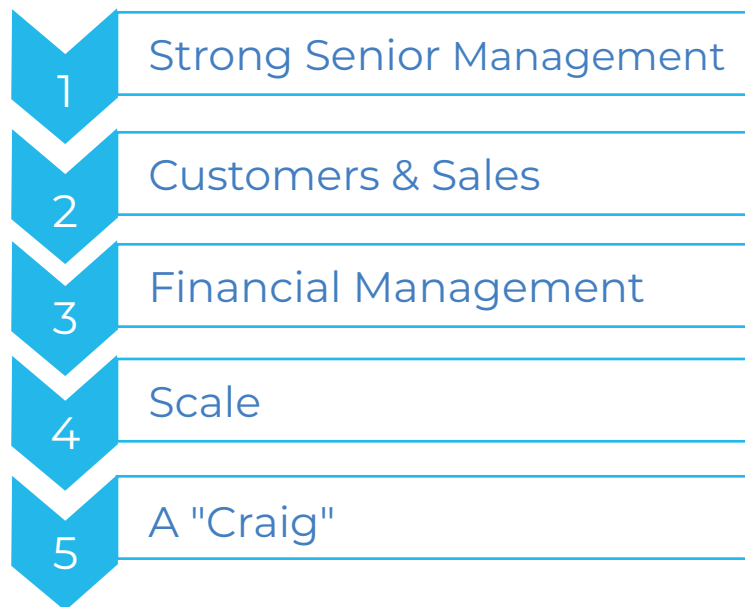 1
Strong Senior Management
2
Customers & Sales
3
Financial Management
4
Scale
5
A "Craig"